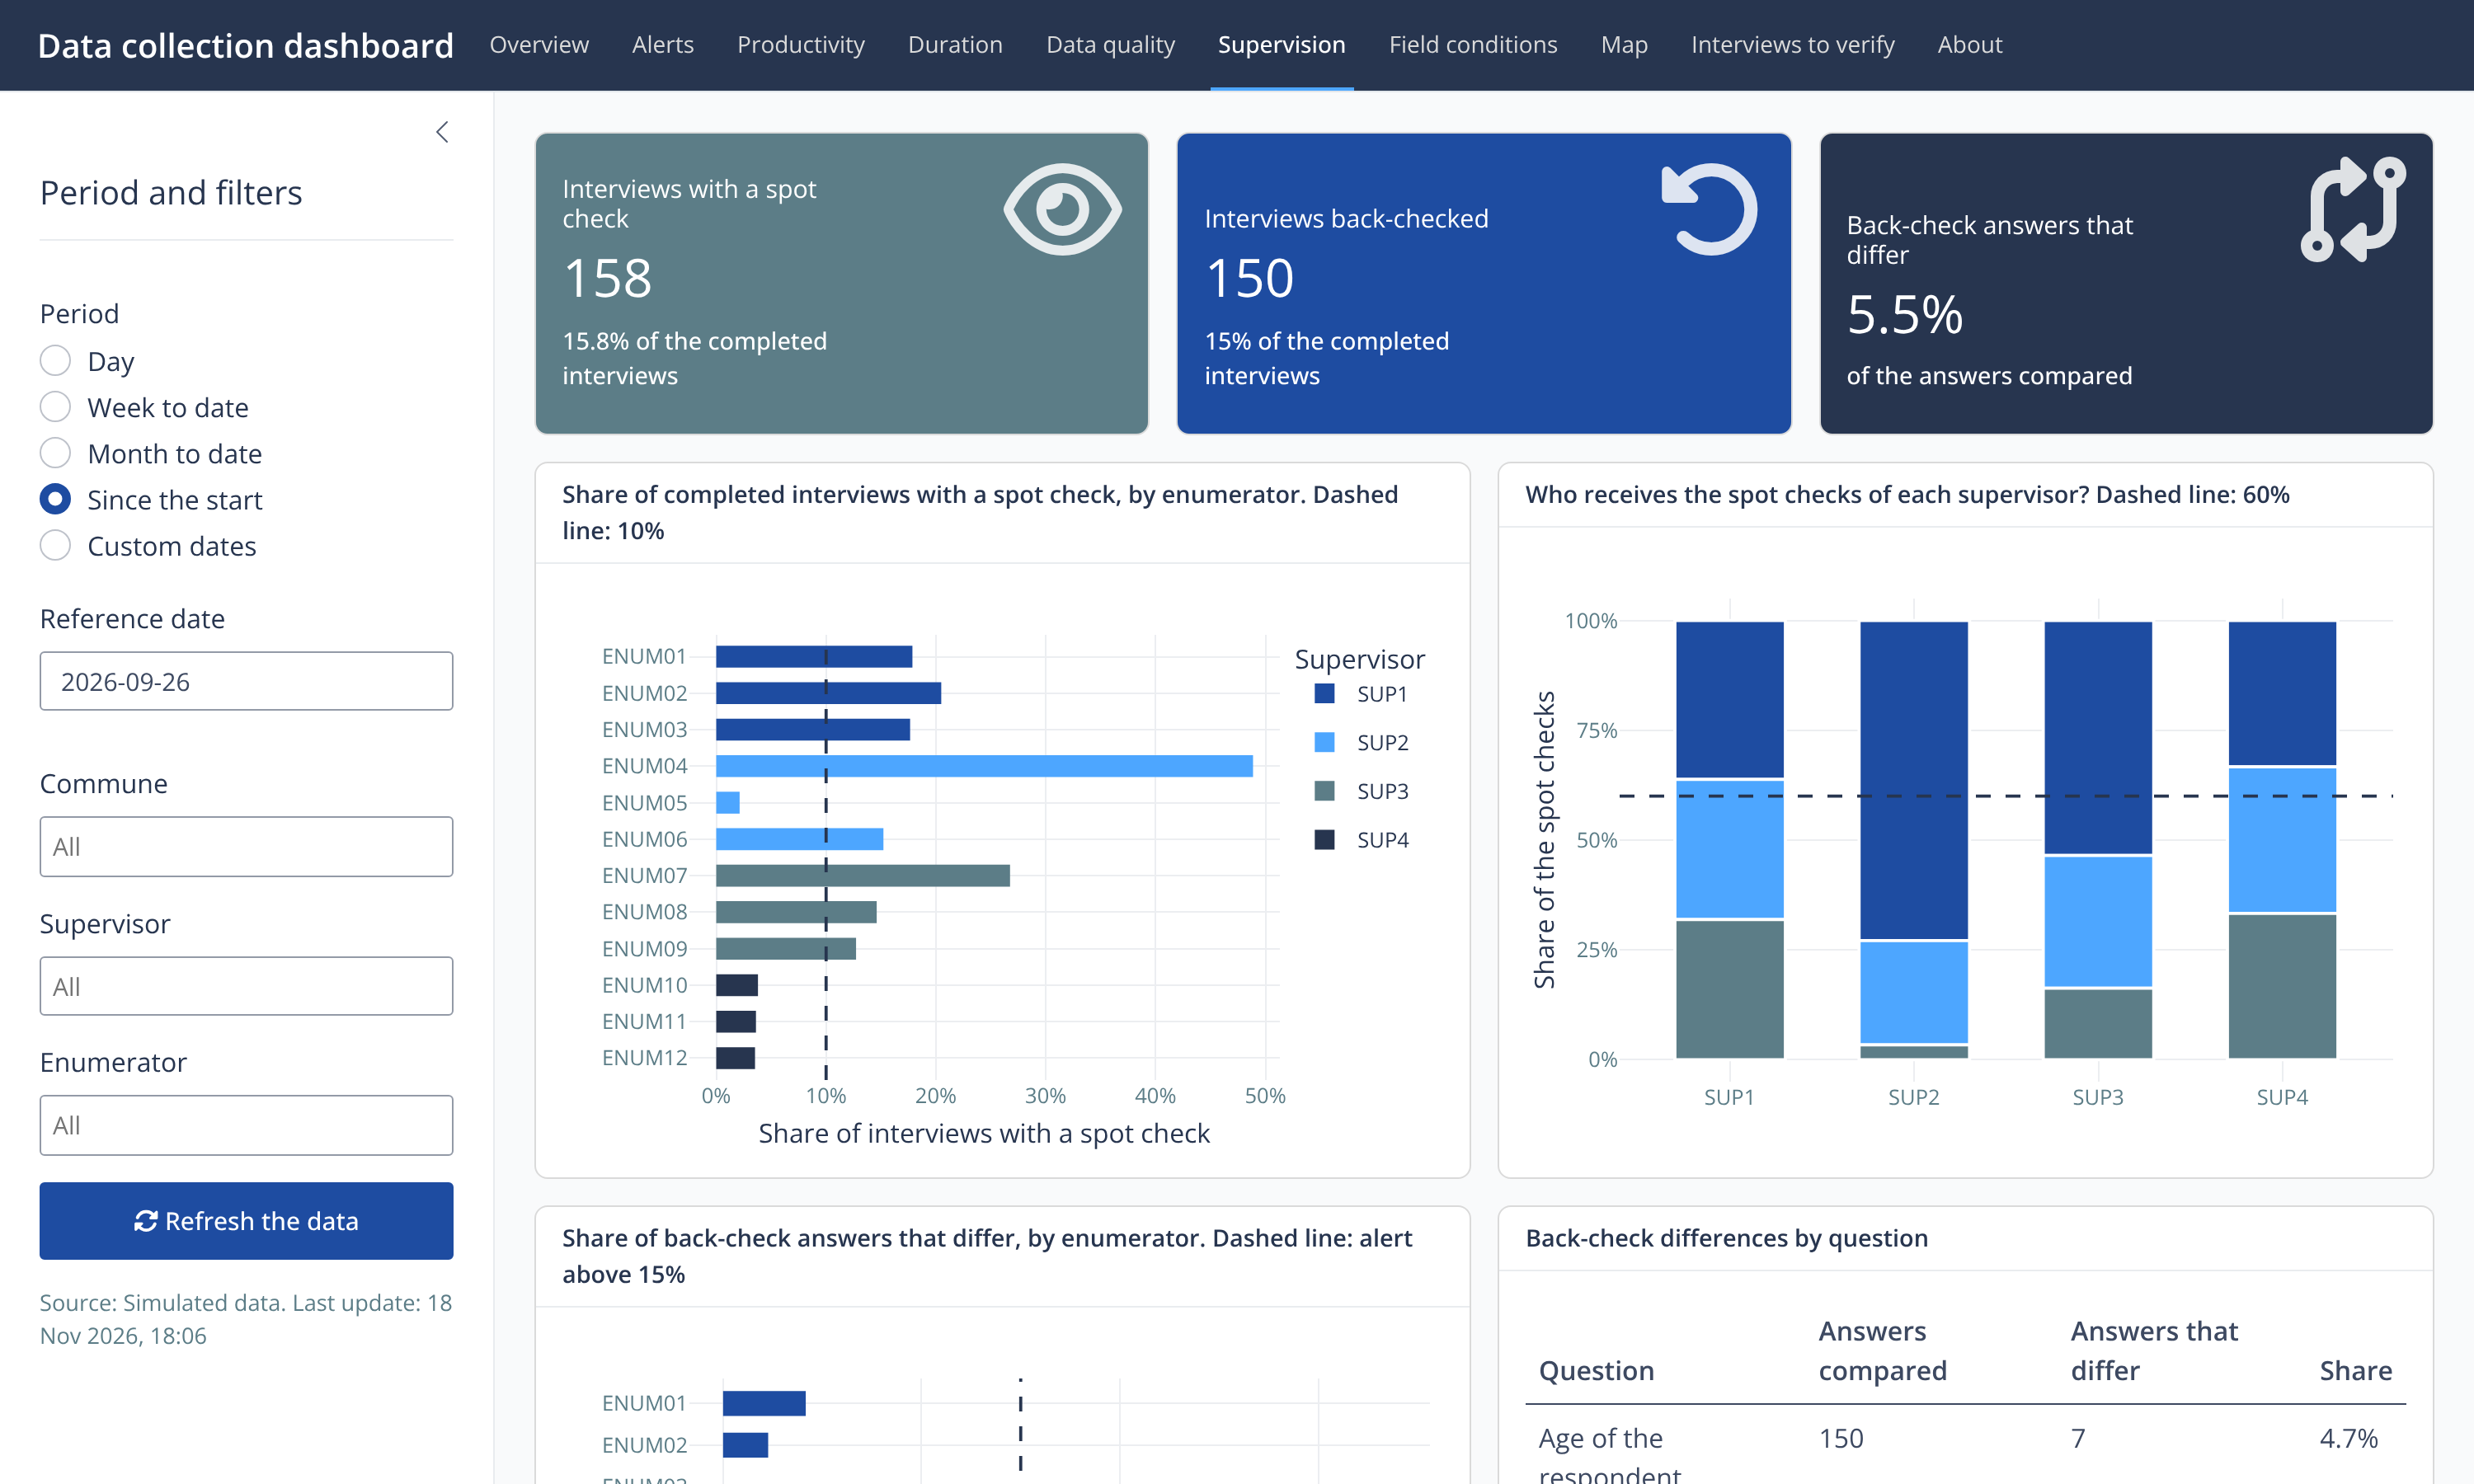 Data collection dashboard
Overview
Alerts
Productivity
Duration
Data quality
Supervision
Field conditions
Map
Interviews to verify
About
Period and filters
Period
Day
Week to date
Month to date
Since the start
Custom dates
Reference date
2026-09-26
Commune
All
Supervisor
All
Enumerator
All
Refresh the data
Source: Simulated data. Last update: 18
Nov 2026, 18:06
Interviews with a spot
check
158
15.8% of the completed
interviews
Interviews back-checked
150
15% of the completed
interviews
Back-check answers that
differ
5.5%
of the answers compared
Share of completed interviews with a spot check, by enumerator. Dashed
line: 10%
ENUM01
ENUM02
ENUM03
ENUM04
ENUM05
ENUM06
ENUM07
ENUM08
ENUM09
ENUM10
ENUM11
ENUM12
0%
10%
20%
30%
40%
50%
Share of interviews with a spot check
Supervisor
SUP1
SUP2
SUP3
SUP4
Who receives the spot checks of each supervisor? Dashed line: 60%
Share of the spot checks
100%
75%
50%
25%
0%
SUP1
SUP2
SUP3
SUP4
Share of back-check answers that differ, by enumerator. Dashed line: alert
above 15%
ENUM01
ENUM02
Back-check differences by question
Question
Answers
compared
Answers that
differ
Share
Age of the
respondent
150
7
4.7%